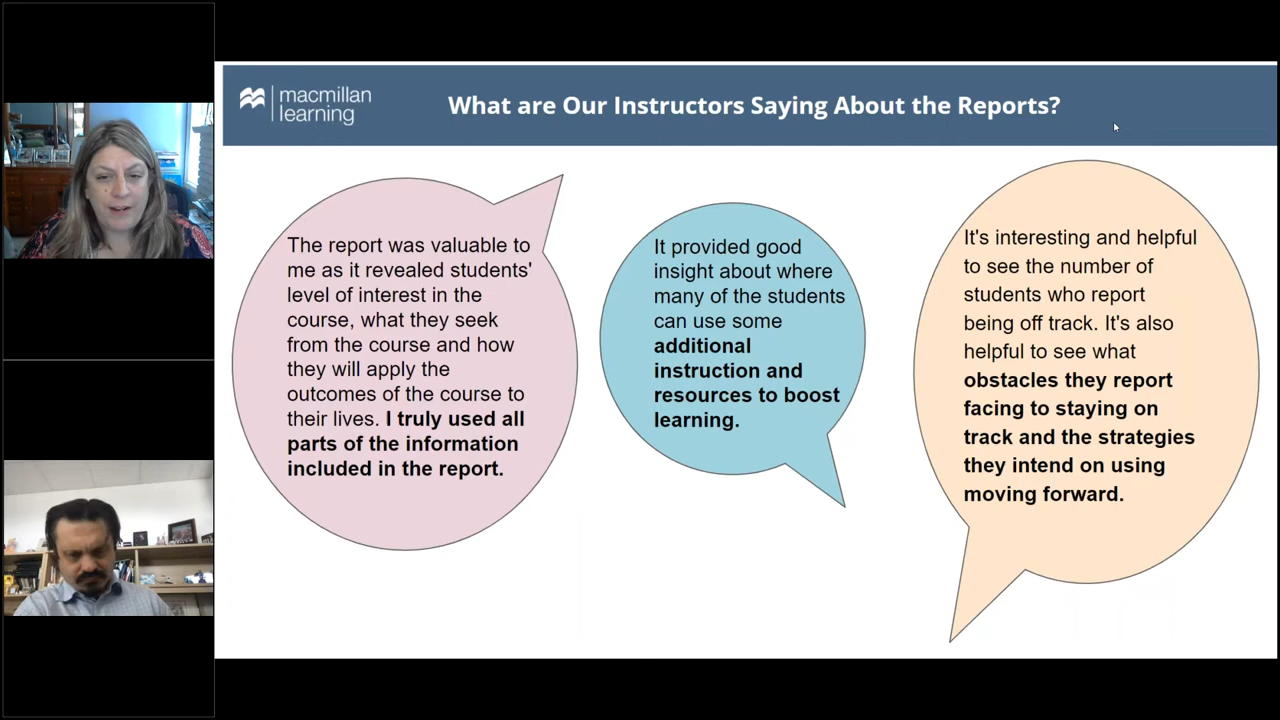 macmillan
learning
What are Our Instructors Saying About the Reports?
The report was valuable to
me as it revealed students'
level of interest in the
course, what they seek
from the course and how
they will apply the
outcomes of the course to
their lives. I truly used all
parts of the information
included in the report.
It provided good
insight about where
many of the students
can use some
additional
instruction and
resources to boost
learning.
It's interesting and helpful
to see the number of
students who report
being off track. It's also
helpful to see what
obstacles they report
facing to staying on
track and the strategies
they intend on using
moving forward.